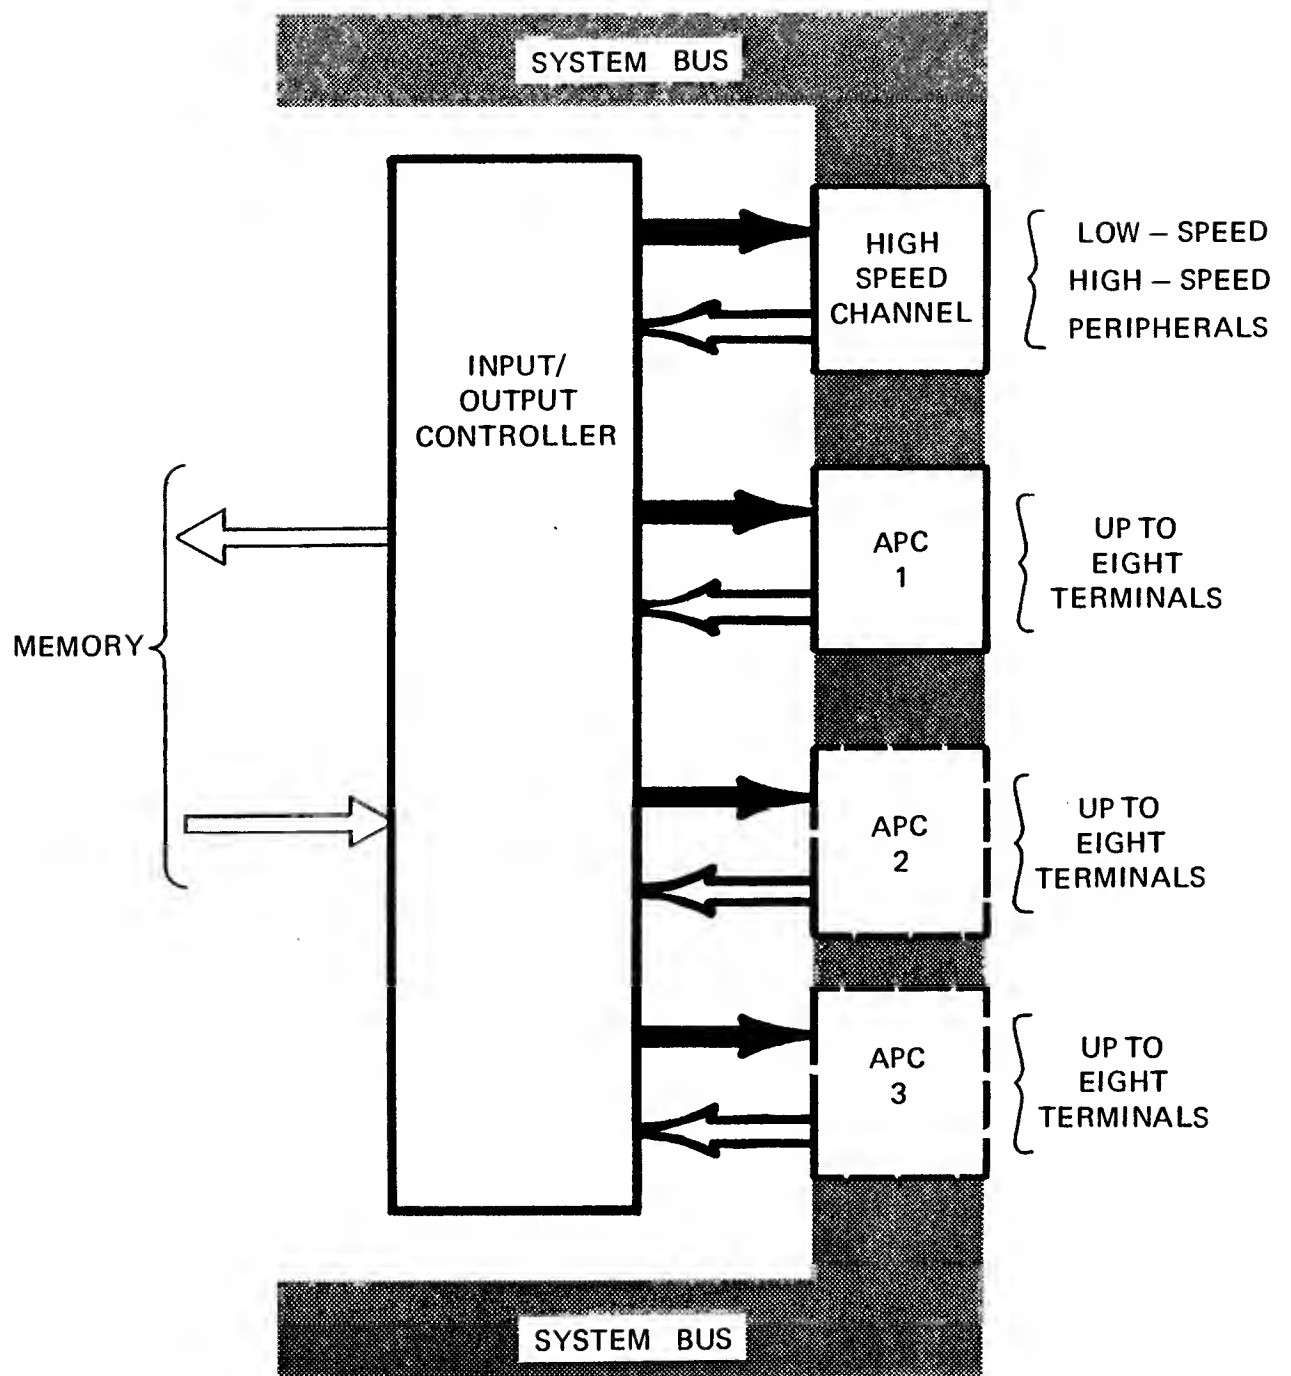 SYSTEM BUS
HIGH
SPEED
CHANNEL
LOW – SPEED
HIGH – SPEED
PERIPHERALS
INPUT/
OUTPUT
CONTROLLER
MEMORY
APC
1
UP TO
EIGHT
TERMINALS
APC
2
UP TO
EIGHT
TERMINALS
APC
3
UP TO
EIGHT
TERMINALS
SYSTEM BUS